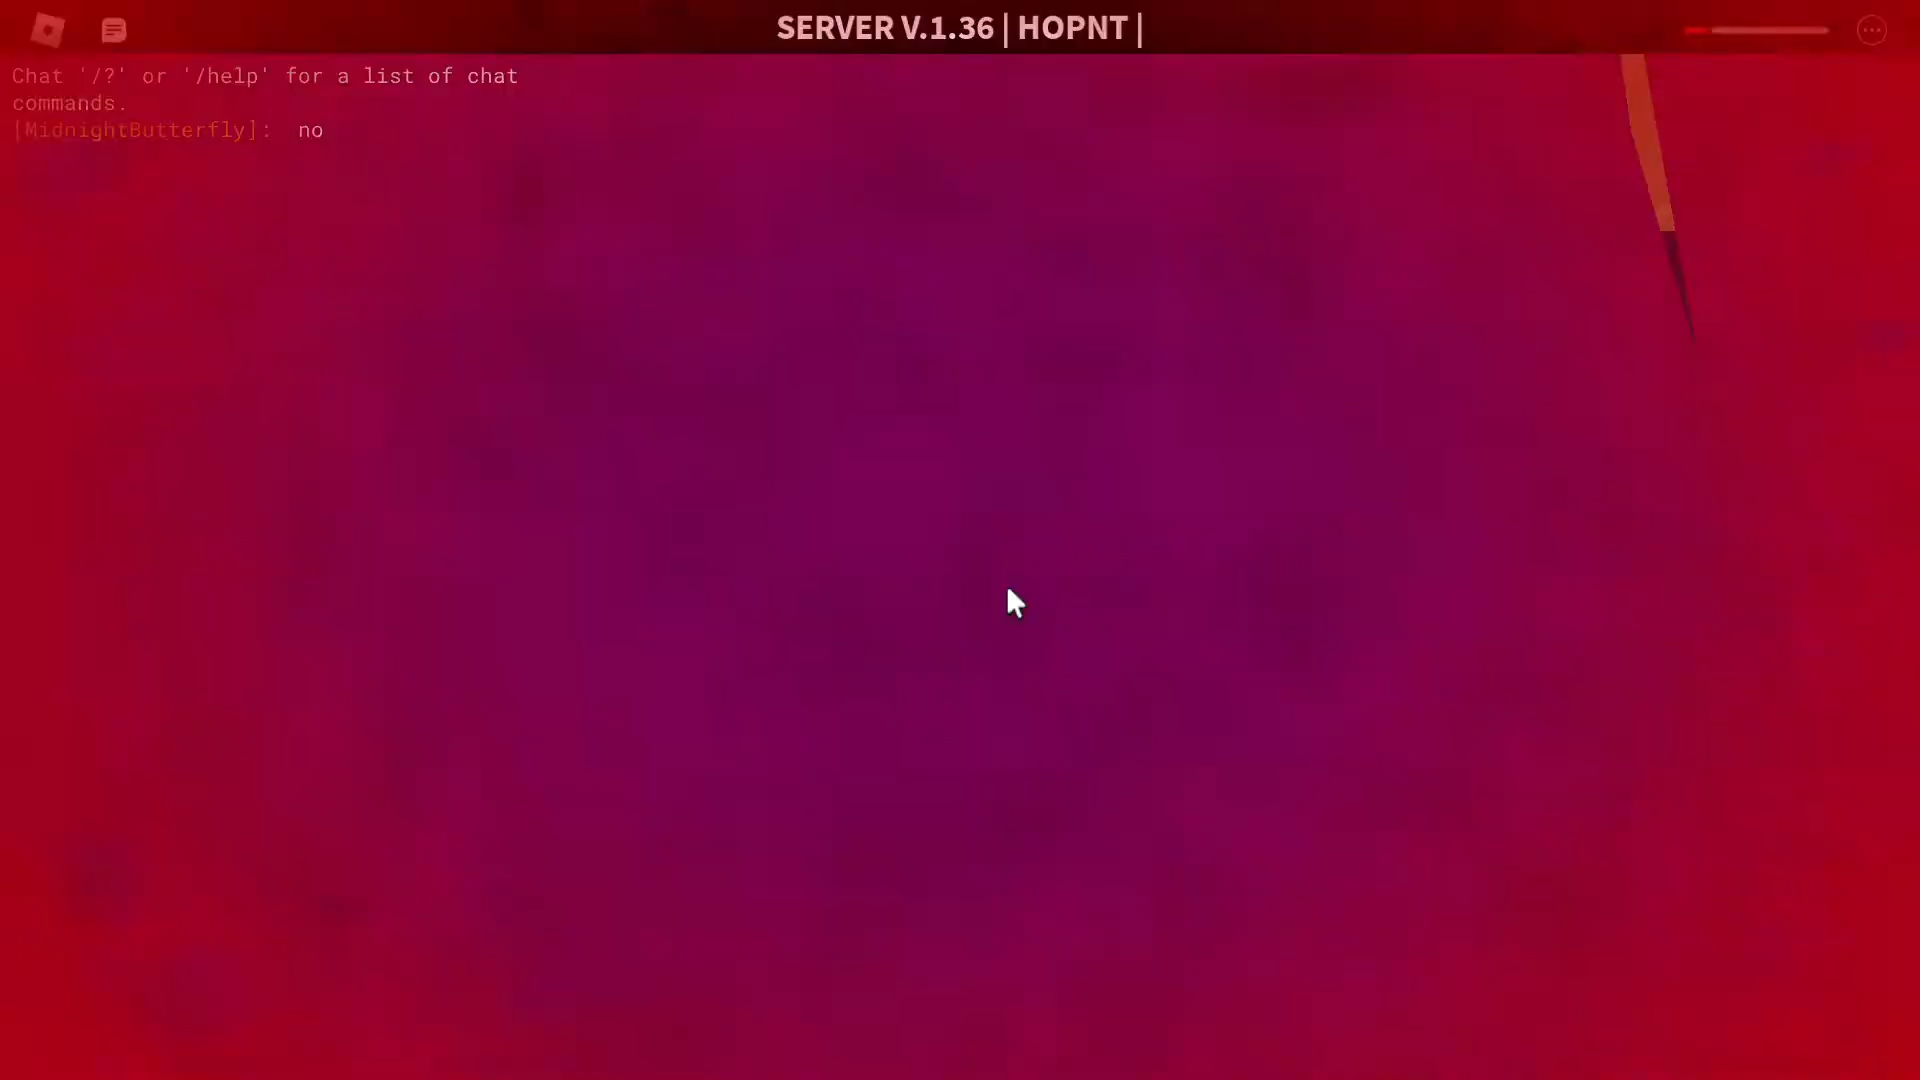 SERVER V.1.36 | HOPNT |
Chat '/?' or '/help' for a list of chat
commands.
[MidnightButterfly]: no